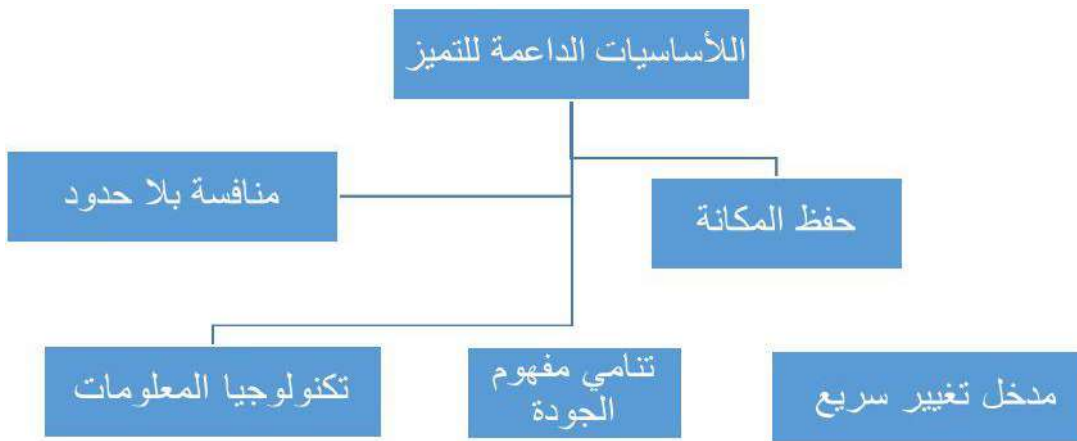 اللأساسيات الداعمة للتميز
حفظ المكانة
منافسة بلا حدود
مدخل تغيير سريع
تنامي مفهوم
الجودة
تكنولوجيا المعلومات